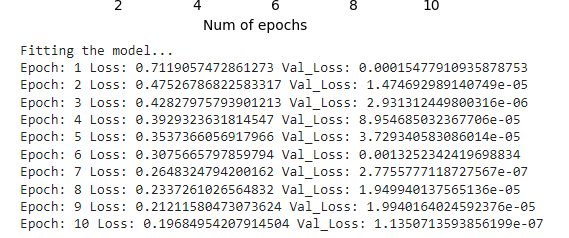 2 4 6 8 10
Num of epochs
Fitting the model...
Epoch: 1 Loss: 0.7119057472861273 Val_Loss: 0.00015477910935878753
Epoch: 2 Loss: 0.47526786822583317 Val_Loss: 1.474692989140749e-05
Epoch: 3 Loss: 0.42827975793901213 Val_Loss: 2.931312449800316e-06
Epoch: 4 Loss: 0.3929323631814547 Val_Loss: 8.954685032367706e-05
Epoch: 5 Loss: 0.3537366056917966 Val_Loss: 3.729340583086014e-05
Epoch: 6 Loss: 0.3075665797859794 Val_Loss: 0.0013252342419698834
Epoch: 7 Loss: 0.2648324794200162 Val_Loss: 2.7755777118727567e-07
Epoch: 8 Loss: 0.2337261026564832 Val_Loss: 1.949940137565136e-05
Epoch: 9 Loss: 0.21211580473073624 Val_Loss: 1.9940164024592376e-05
Epoch: 10 Loss: 0.19684954207914504 Val_Loss: 1.1350713593856199e-07